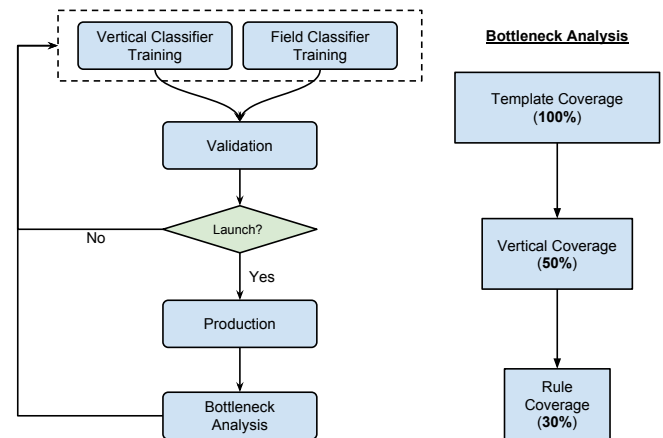 Vertical Classifier
Training
Field Classifier
Training
Validation
Launch?
No
Yes
Production
Bottleneck
Analysis
Bottleneck Analysis
Template Coverage
(100%)
Vertical Coverage
(50%)
Rule
Coverage
(30%)